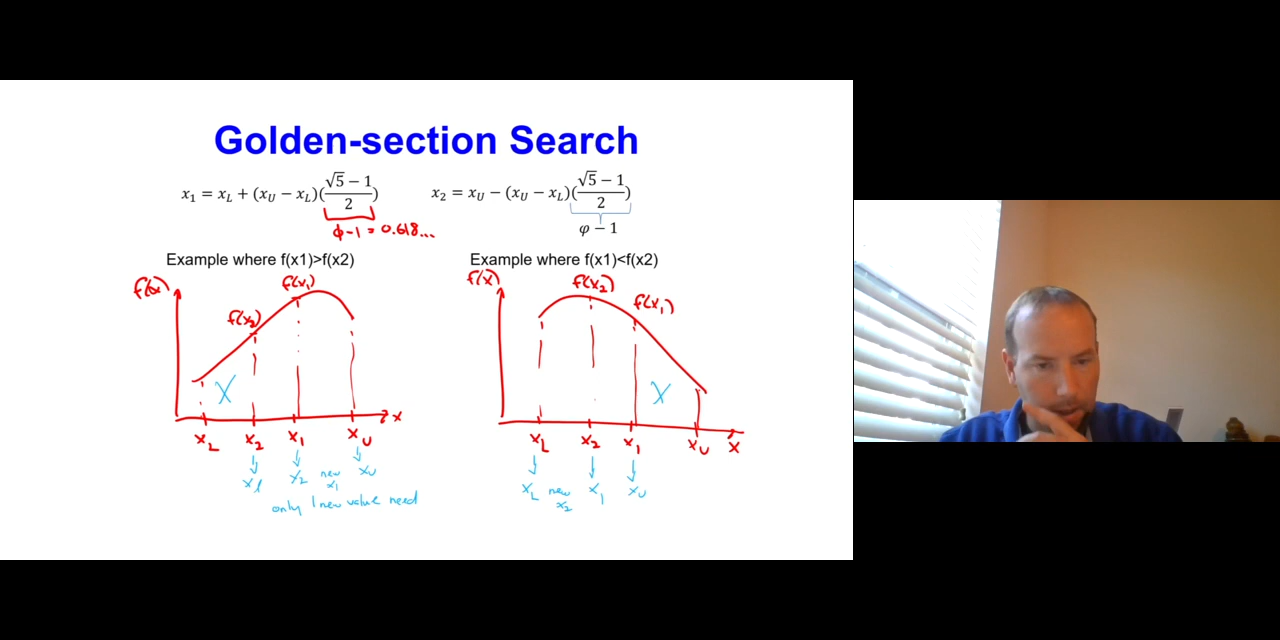 Golden-section Search
x₁ = x_L + (x_U − x_L)((√5 − 1)/2)
x₂ = x_U − (x_U − x_L)((√5 − 1)/2)
ϕ-1 = 0.618...
φ − 1
Example where f(x1)>f(x2)
Example where f(x1)<f(x2)
f(x)
f(x₂)
f(x₁)
X
x_L x₂ x₁ x_U x
x_l x₂ new x₁ x_U
only 1 new value need
f(x)
f(x₂)
f(x₁)
X
x_L x₂ x₁ x_U x
x_L new x₂ x₁ x_U